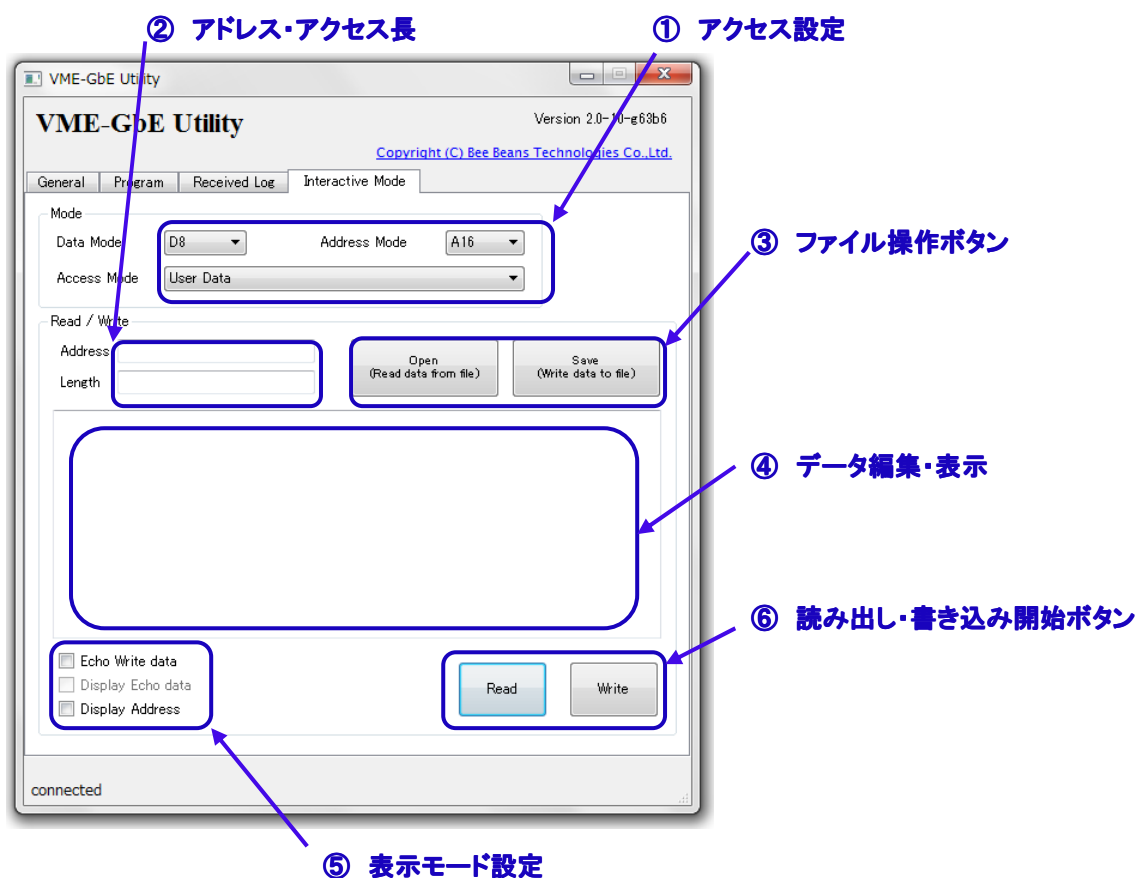 ② アドレス・アクセス長
① アクセス設定
VME-GbE Utility
VME-GbE Utility
Version 2.0-10-g63b6
Copyright (C) Bee Beans Technologies Co.,Ltd.
General Program Received Log Interactive Mode
Mode
Data Mode D8 Address Mode A16
③ ファイル操作ボタン
Access Mode User Data
Read / Write
Address
Length
Open
(Read data from file)
Save
(Write data to file)
④ データ編集・表示
⑥ 読み出し・書き込み開始ボタン
Echo Write data
Display Echo data
Display Address
Read Write
connected
⑤ 表示モード設定